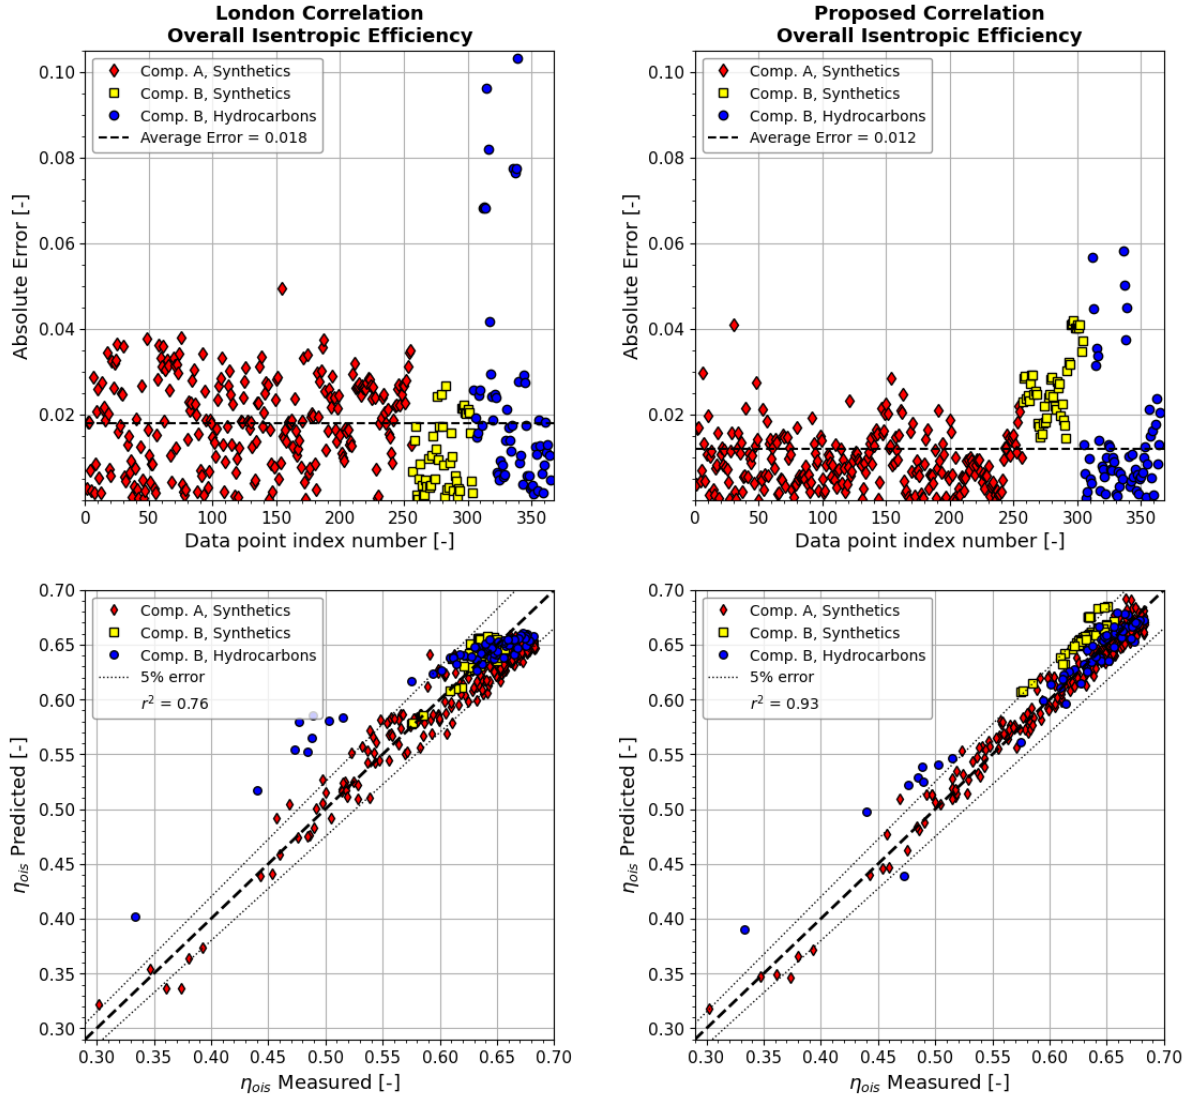 London Correlation
Overall Isentropic Efficiency
Absolute Error [-]
0.10
0.08
0.06
0.04
0.02
Comp. A, Synthetics
Comp. B, Synthetics
Comp. B, Hydrocarbons
Average Error = 0.018
0 50 100 150 200 250 300 350
Data point index number [-]
Proposed Correlation
Overall Isentropic Efficiency
Absolute Error [-]
0.10
0.08
0.06
0.04
0.02
Comp. A, Synthetics
Comp. B, Synthetics
Comp. B, Hydrocarbons
Average Error = 0.012
0 50 100 150 200 250 300 350
Data point index number [-]
η_ois Predicted [-]
0.70
0.65
0.60
0.55
0.50
0.45
0.40
0.35
0.30
Comp. A, Synthetics
Comp. B, Synthetics
Comp. B, Hydrocarbons
5% error
r² = 0.76
0.30 0.35 0.40 0.45 0.50 0.55 0.60 0.65 0.70
η_ois Measured [-]
η_ois Predicted [-]
0.70
0.65
0.60
0.55
0.50
0.45
0.40
0.35
0.30
Comp. A, Synthetics
Comp. B, Synthetics
Comp. B, Hydrocarbons
5% error
r² = 0.93
0.30 0.35 0.40 0.45 0.50 0.55 0.60 0.65 0.70
η_ois Measured [-]